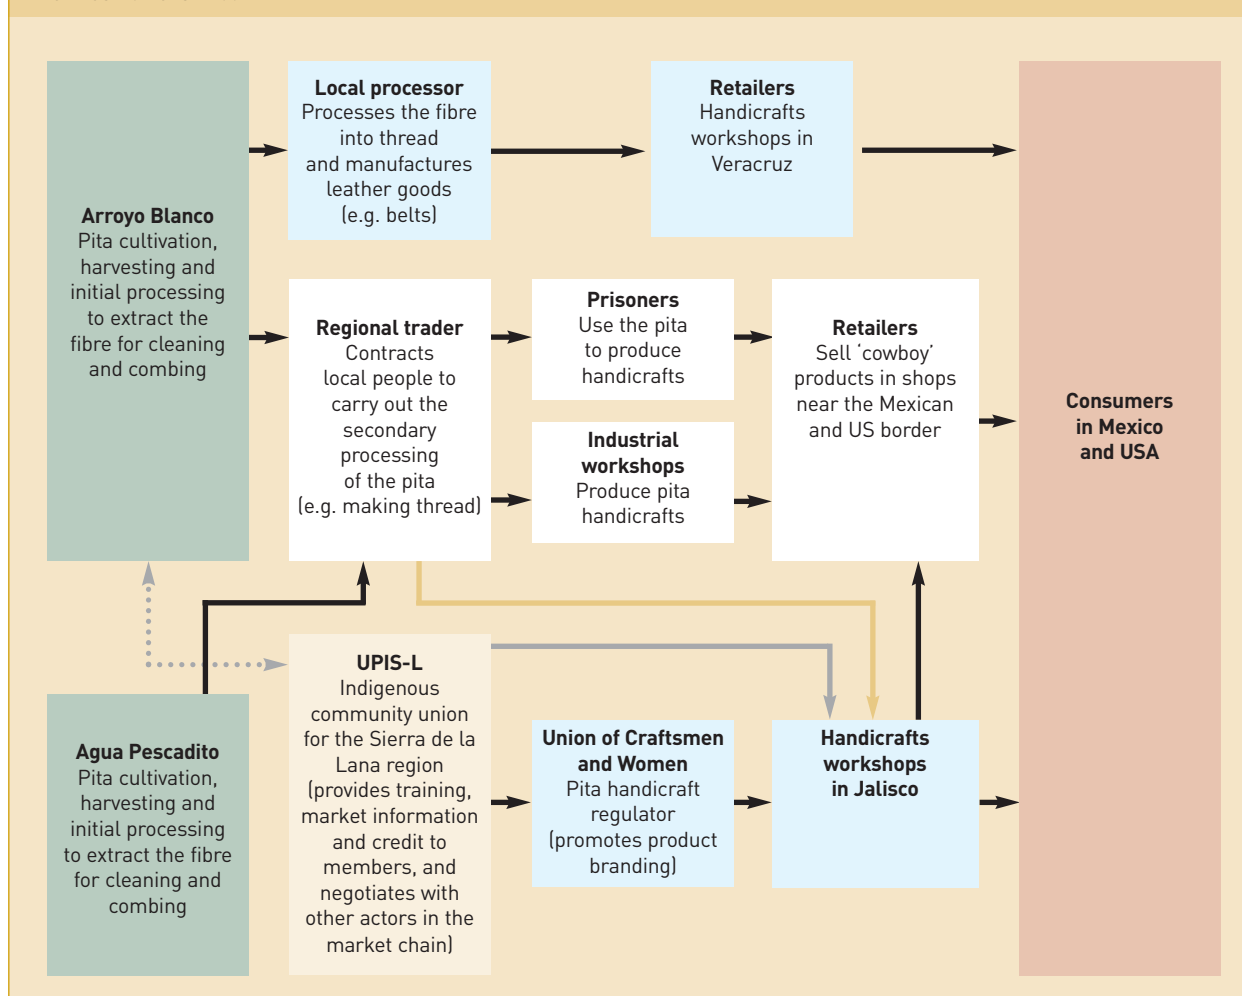 Arroyo Blanco
Pita cultivation,
harvesting and
initial processing
to extract the
fibre for cleaning
and combing
Local processor
Processes the fibre
into thread
and manufactures
leather goods
(e.g. belts)
Retailers
Handicrafts
workshops in
Veracruz
Regional trader
Contracts
local people to
carry out the
secondary
processing
of the pita
(e.g. making thread)
Prisoners
Use the pita
to produce
handicrafts
Industrial
workshops
Produce pita
handicrafts
Retailers
Sell ‘cowboy’
products in shops
near the Mexican
and US border
Consumers
in Mexico
and USA
Agua Pescadito
Pita cultivation,
harvesting and
initial processing
to extract the fibre
for cleaning and
combing
UPIS-L
Indigenous
community union
for the Sierra de la
Lana region
(provides training,
market information
and credit to
members, and
negotiates with
other actors in the
market chain)
Union of Craftsmen
and Women
Pita handicraft
regulator
(promotes product
branding)
Handicrafts
workshops
in Jalisco